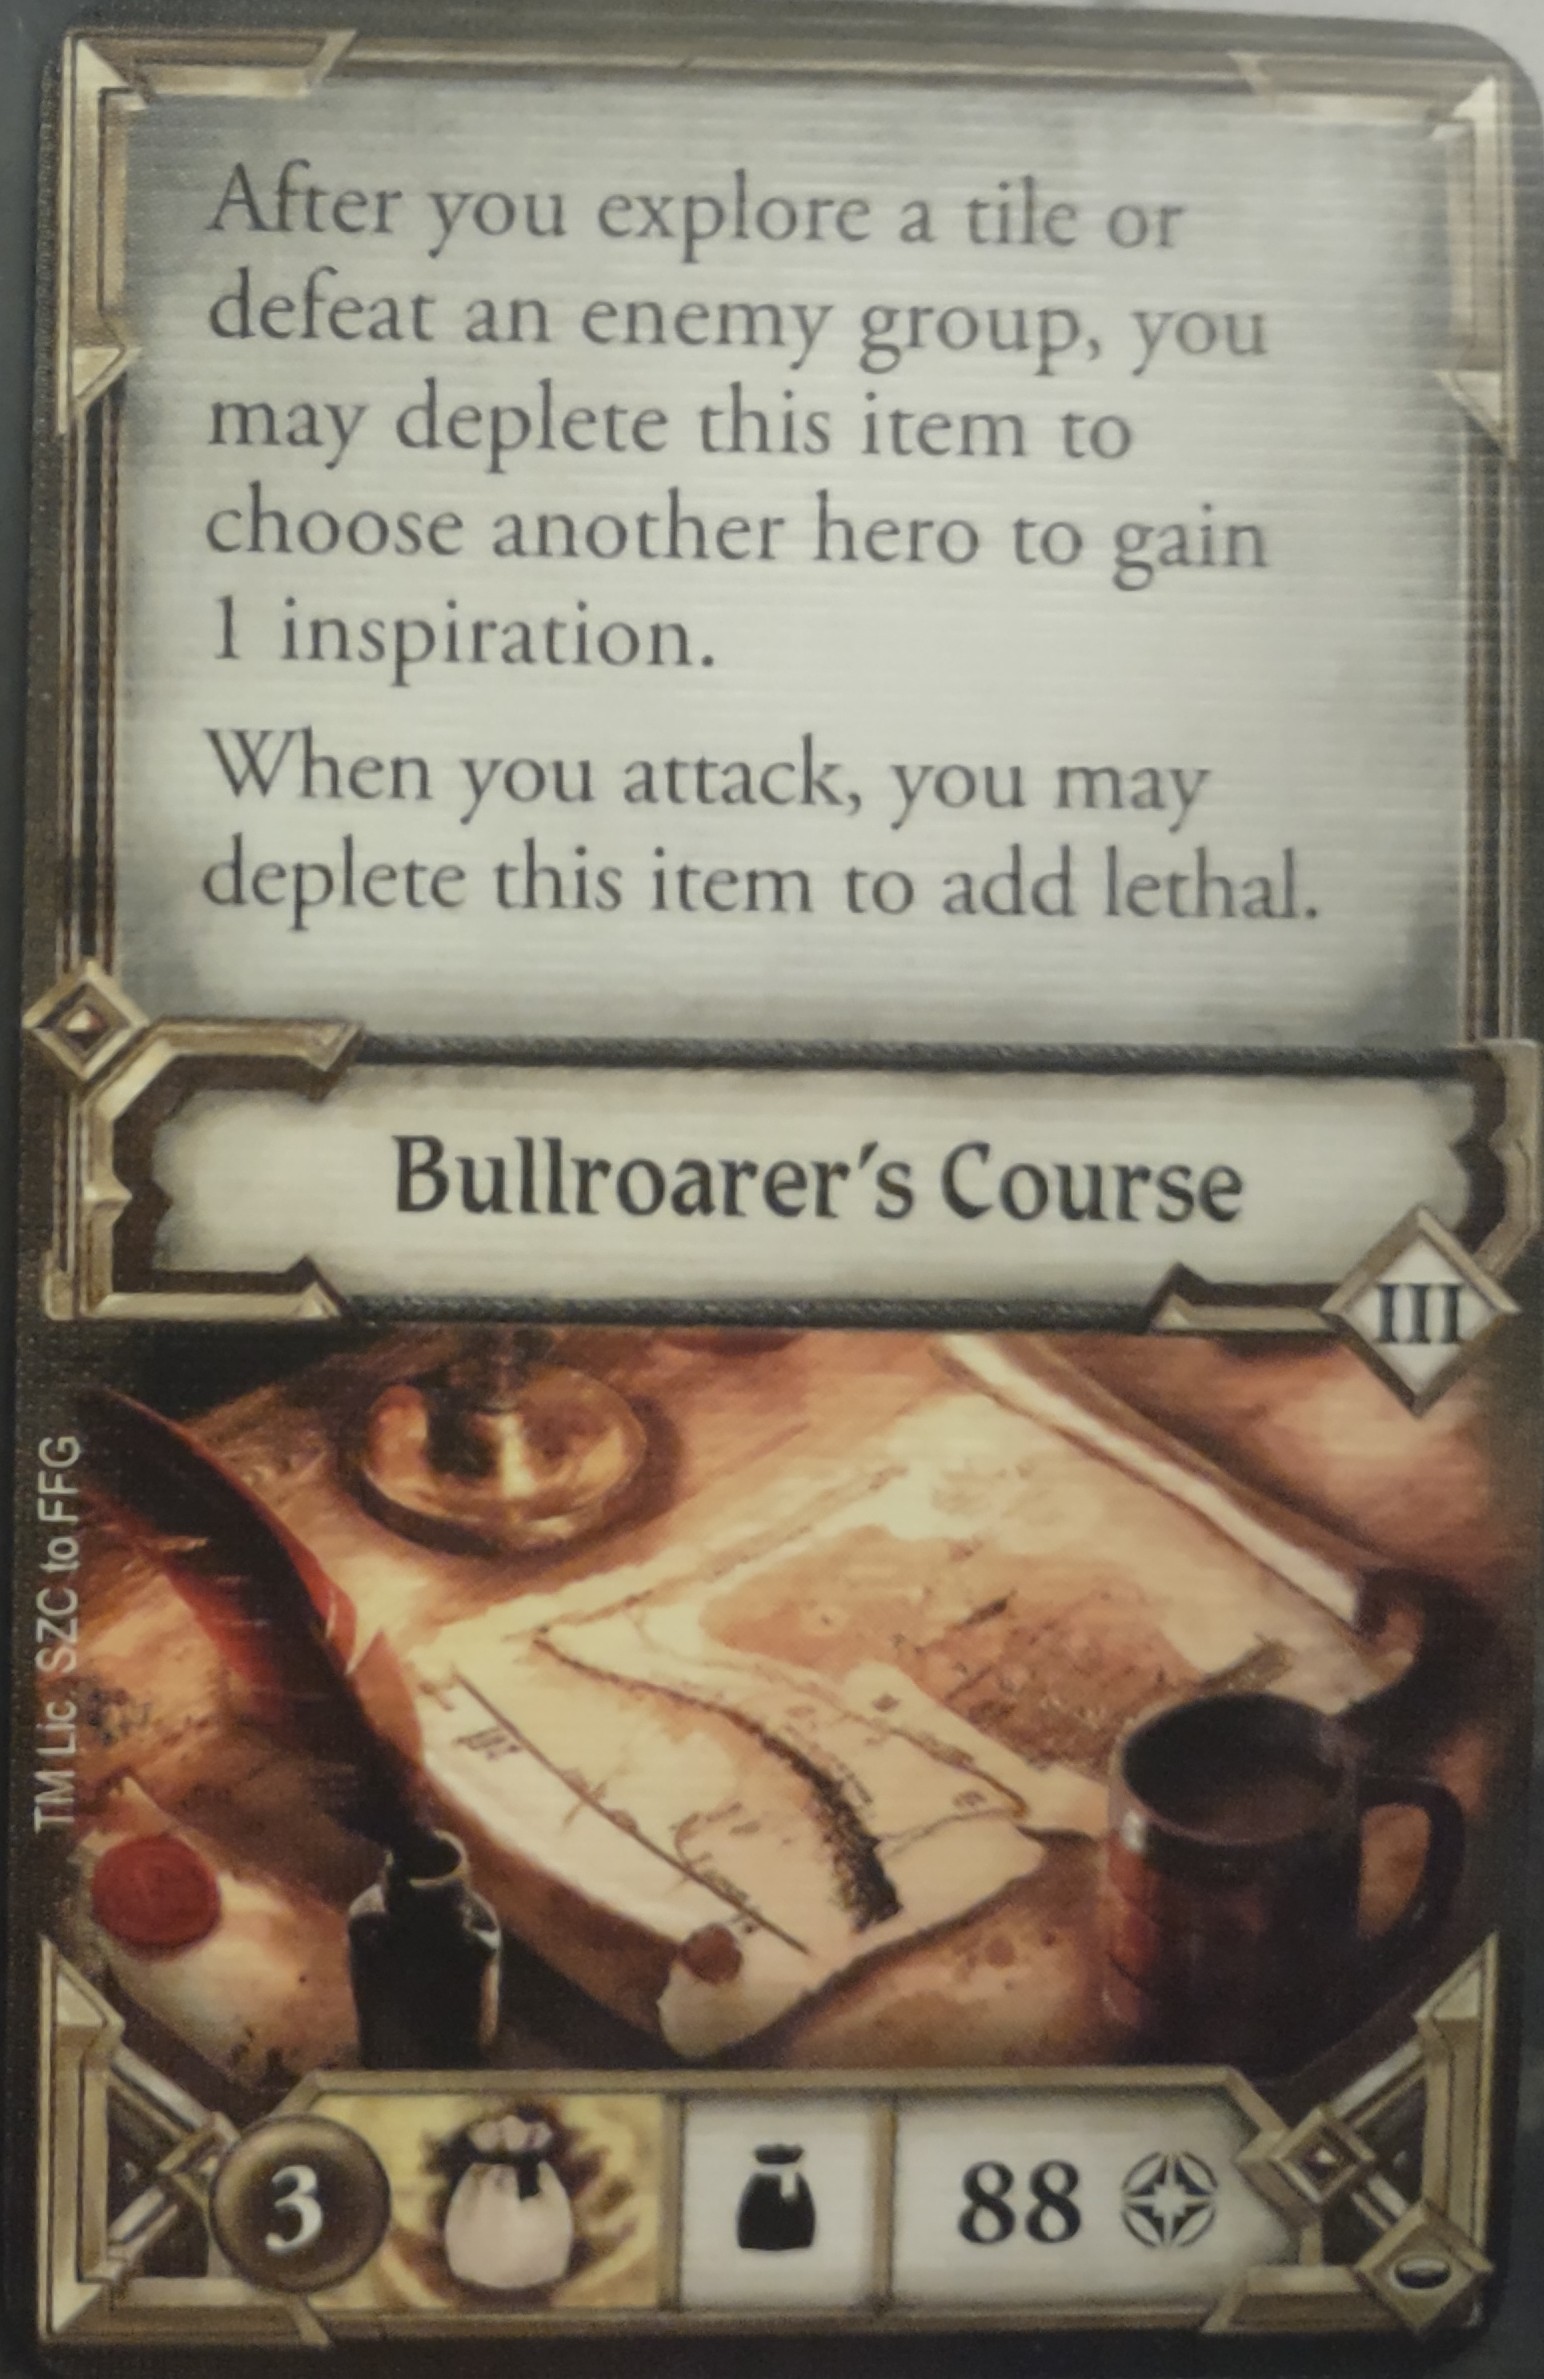 After you explore a tile or
defeat an enemy group, you
may deplete this item to
choose another hero to gain
1 inspiration.
When you attack, you may
deplete this item to add lethal.
Bullroarer's Course
III
TM Lic. SZC to FFG
3
88